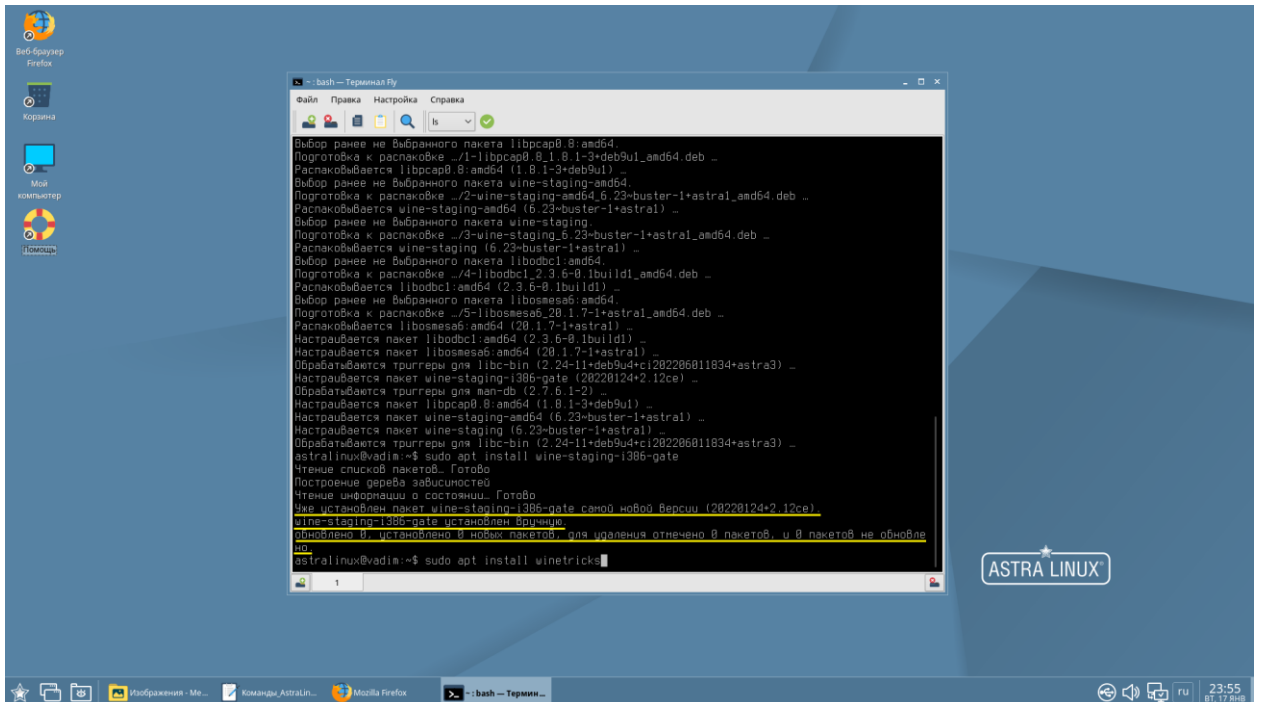 Веб-браузер
Firefox
Корзина
Мой
компьютер
Помощь
~ : bash — Терминал Fly
Файл Правка Настройка Справка
ls
Выбор ранее не выбранного пакета libpcap0.8:amd64.
Подготовка к распаковке …/1-libpcap0.8_1.8.1-3+deb9u1_amd64.deb …
Распаковывается libpcap0.8:amd64 (1.8.1-3+deb9u1) …
Выбор ранее не выбранного пакета wine-staging-amd64.
Подготовка к распаковке …/2-wine-staging-amd64_6.23~buster-1+astra1_amd64.deb …
Распаковывается wine-staging-amd64 (6.23~buster-1+astra1) …
Выбор ранее не выбранного пакета wine-staging.
Подготовка к распаковке …/3-wine-staging_6.23~buster-1+astra1_amd64.deb …
Распаковывается wine-staging (6.23~buster-1+astra1) …
Выбор ранее не выбранного пакета libodbc1:amd64.
Подготовка к распаковке …/4-libodbc1_2.3.6-0.1build1_amd64.deb …
Распаковывается libodbc1:amd64 (2.3.6-0.1build1) …
Выбор ранее не выбранного пакета libosmesa6:amd64.
Подготовка к распаковке …/5-libosmesa6_20.1.7-1+astra1_amd64.deb …
Распаковывается libosmesa6:amd64 (20.1.7-1+astra1) …
Настраивается пакет libodbc1:amd64 (2.3.6-0.1build1) …
Настраивается пакет libosmesa6:amd64 (20.1.7-1+astra1) …
Обрабатываются триггеры для libc-bin (2.24-11+deb9u4+ci202206011834+astra3) …
Настраивается пакет wine-staging-i386-gate (20220124+2.12ce) …
Обрабатываются триггеры для man-db (2.7.6.1-2) …
Настраивается пакет libpcap0.8:amd64 (1.8.1-3+deb9u1) …
Настраивается пакет wine-staging-amd64 (6.23~buster-1+astra1) …
Настраивается пакет wine-staging (6.23~buster-1+astra1) …
Обрабатываются триггеры для libc-bin (2.24-11+deb9u4+ci202206011834+astra3) …
astralinux@vadim:~$ sudo apt install wine-staging-i386-gate
Чтение списков пакетов… Готово
Построение дерева зависимостей
Чтение информации о состоянии… Готово
Уже установлен пакет wine-staging-i386-gate самой новой версии (20220124+2.12ce).
wine-staging-i386-gate установлен вручную.
обновлено 0, установлено 0 новых пакетов, для удаления отмечено 0 пакетов, и 0 пакетов не обновле
но.
astralinux@vadim:~$ sudo apt install winetricks
1
ASTRA LINUX®
Изображения - Ме...
Команды_AstraLin...
Mozilla Firefox
~ : bash — Термин...
ru
23:55
ВТ, 17 ЯНВ